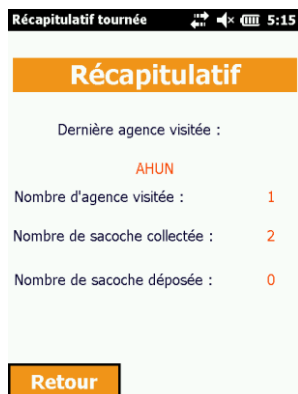 Récapitulatif tournée 5:15
Récapitulatif
Dernière agence visitée :
AHUN
Nombre d'agence visitée : 1
Nombre de sacoche collectée : 2
Nombre de sacoche déposée : 0
Retour